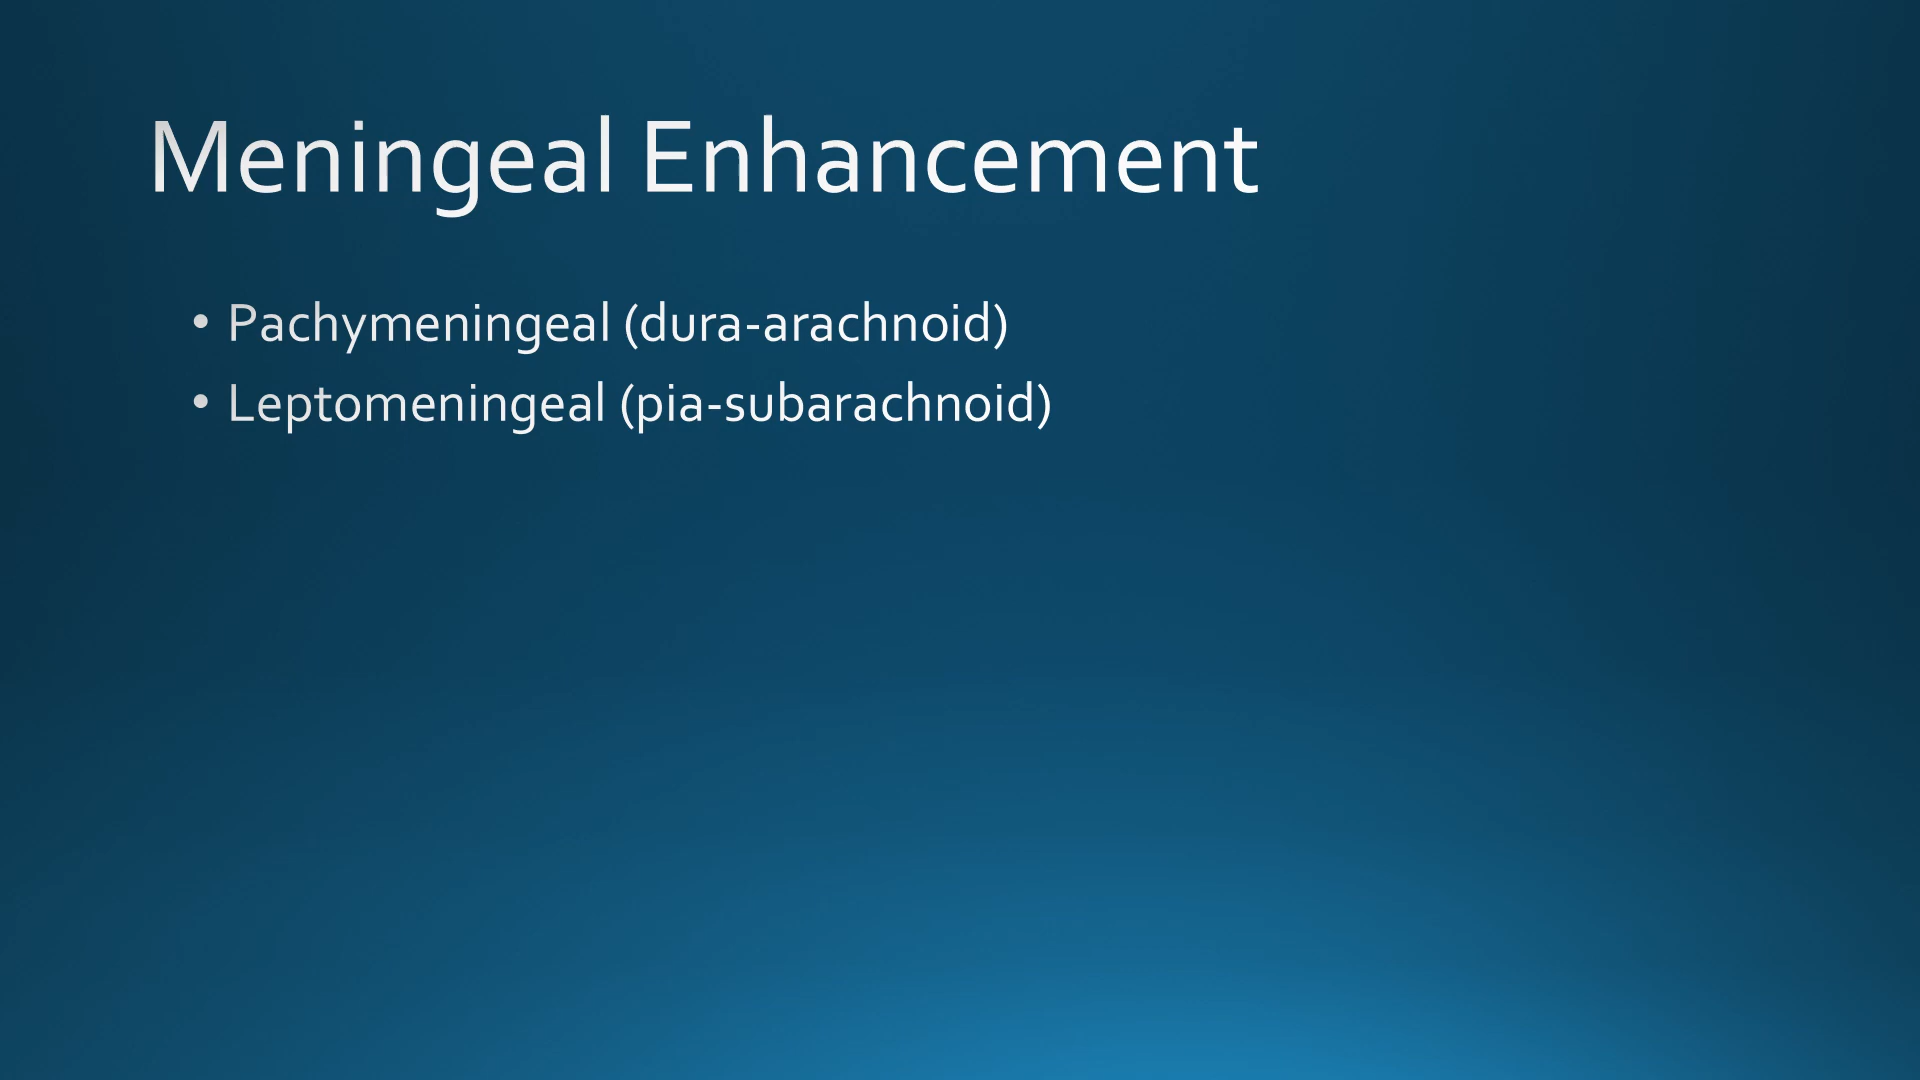 Meningeal Enhancement
• Pachymeningeal (dura-arachnoid)
• Leptomeningeal (pia-subarachnoid)